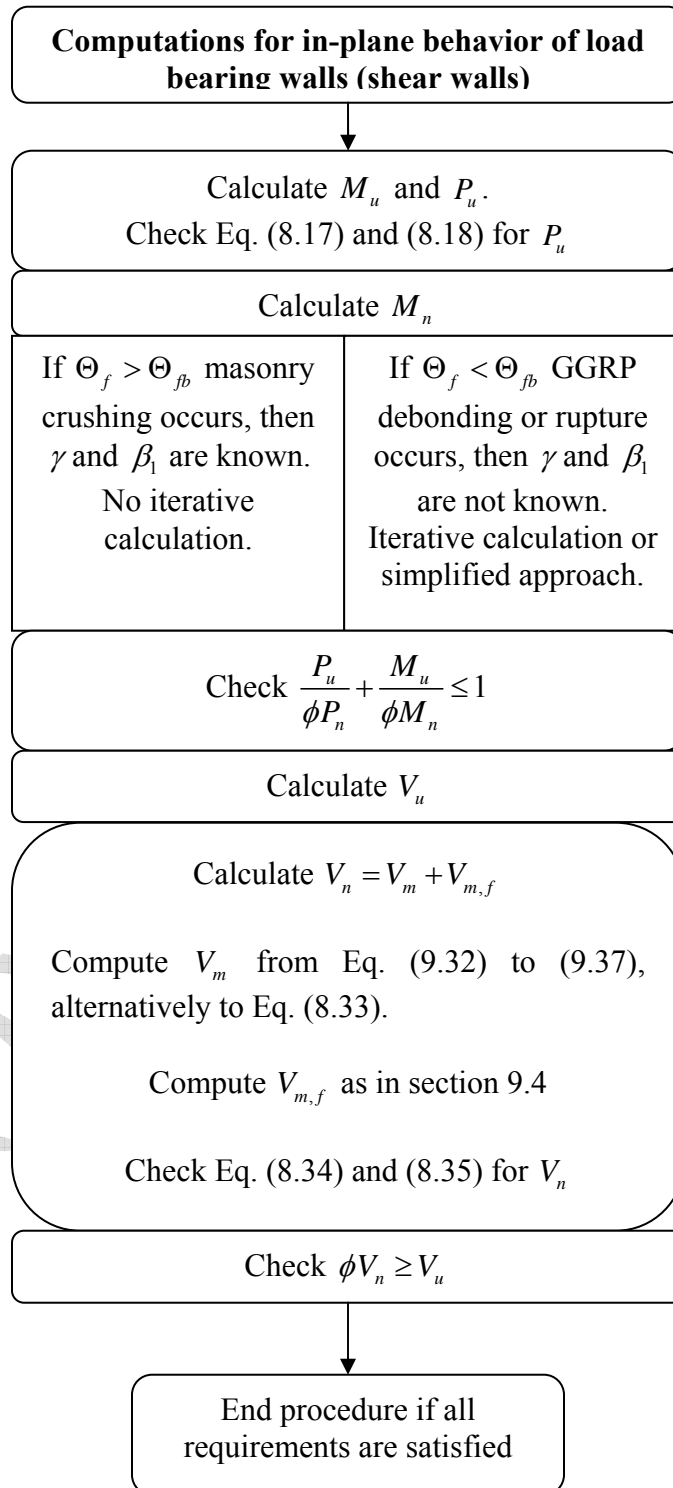 Computations for in-plane behavior of load
bearing walls (shear walls)
Calculate M_u and P_u.
Check Eq. (8.17) and (8.18) for P_u
Calculate M_n
If Θ_f > Θ_fb masonry
crushing occurs, then
γ and β_1 are known.
No iterative
calculation.
If Θ_f < Θ_fb GGRP
debonding or rupture
occurs, then γ and β_1
are not known.
Iterative calculation or
simplified approach.
Check P_u/ϕP_n + M_u/ϕM_n ≤ 1
Calculate V_u
Calculate V_n = V_m + V_m,f
Compute V_m from Eq. (9.32) to (9.37),
alternatively to Eq. (8.33).
Compute V_m,f as in section 9.4
Check Eq. (8.34) and (8.35) for V_n
Check ϕV_n ≥ V_u
End procedure if all
requirements are satisfied